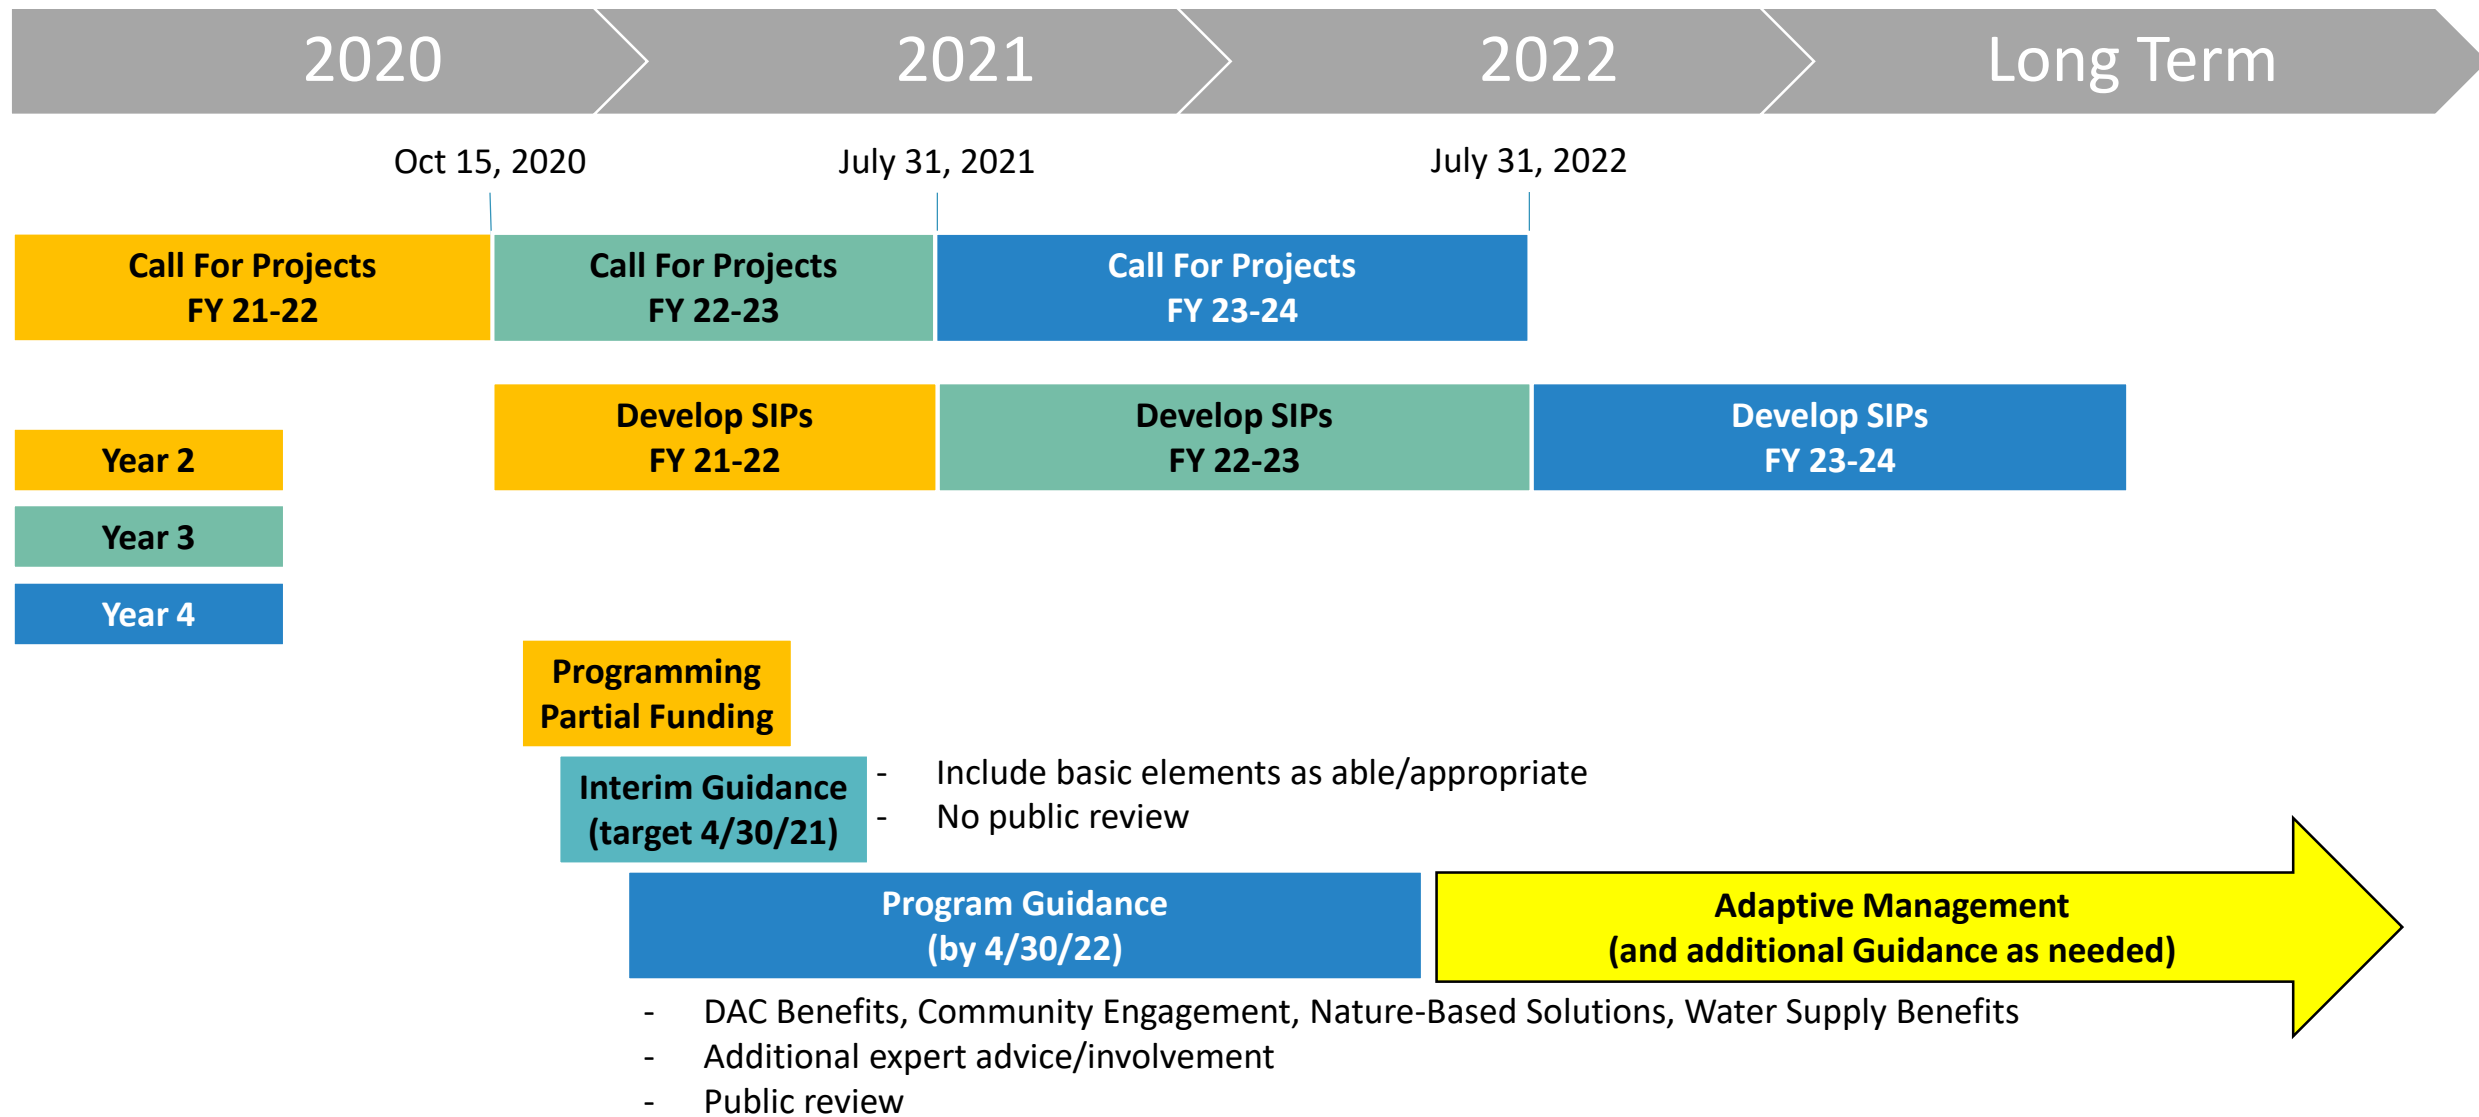 2020
2021
2022
Long Term
Oct 15, 2020
July 31, 2021
July 31, 2022
Call For Projects
FY 21-22
Call For Projects
FY 22-23
Call For Projects
FY 23-24
Develop SIPs
FY 21-22
Develop SIPs
FY 22-23
Develop SIPs
FY 23-24
Year 2
Year 3
Year 4
Programming
Partial Funding
Interim Guidance
(target 4/30/21)
- Include basic elements as able/appropriate
- No public review
Program Guidance
(by 4/30/22)
Adaptive Management
(and additional Guidance as needed)
- DAC Benefits, Community Engagement, Nature-Based Solutions, Water Supply Benefits
- Additional expert advice/involvement
- Public review